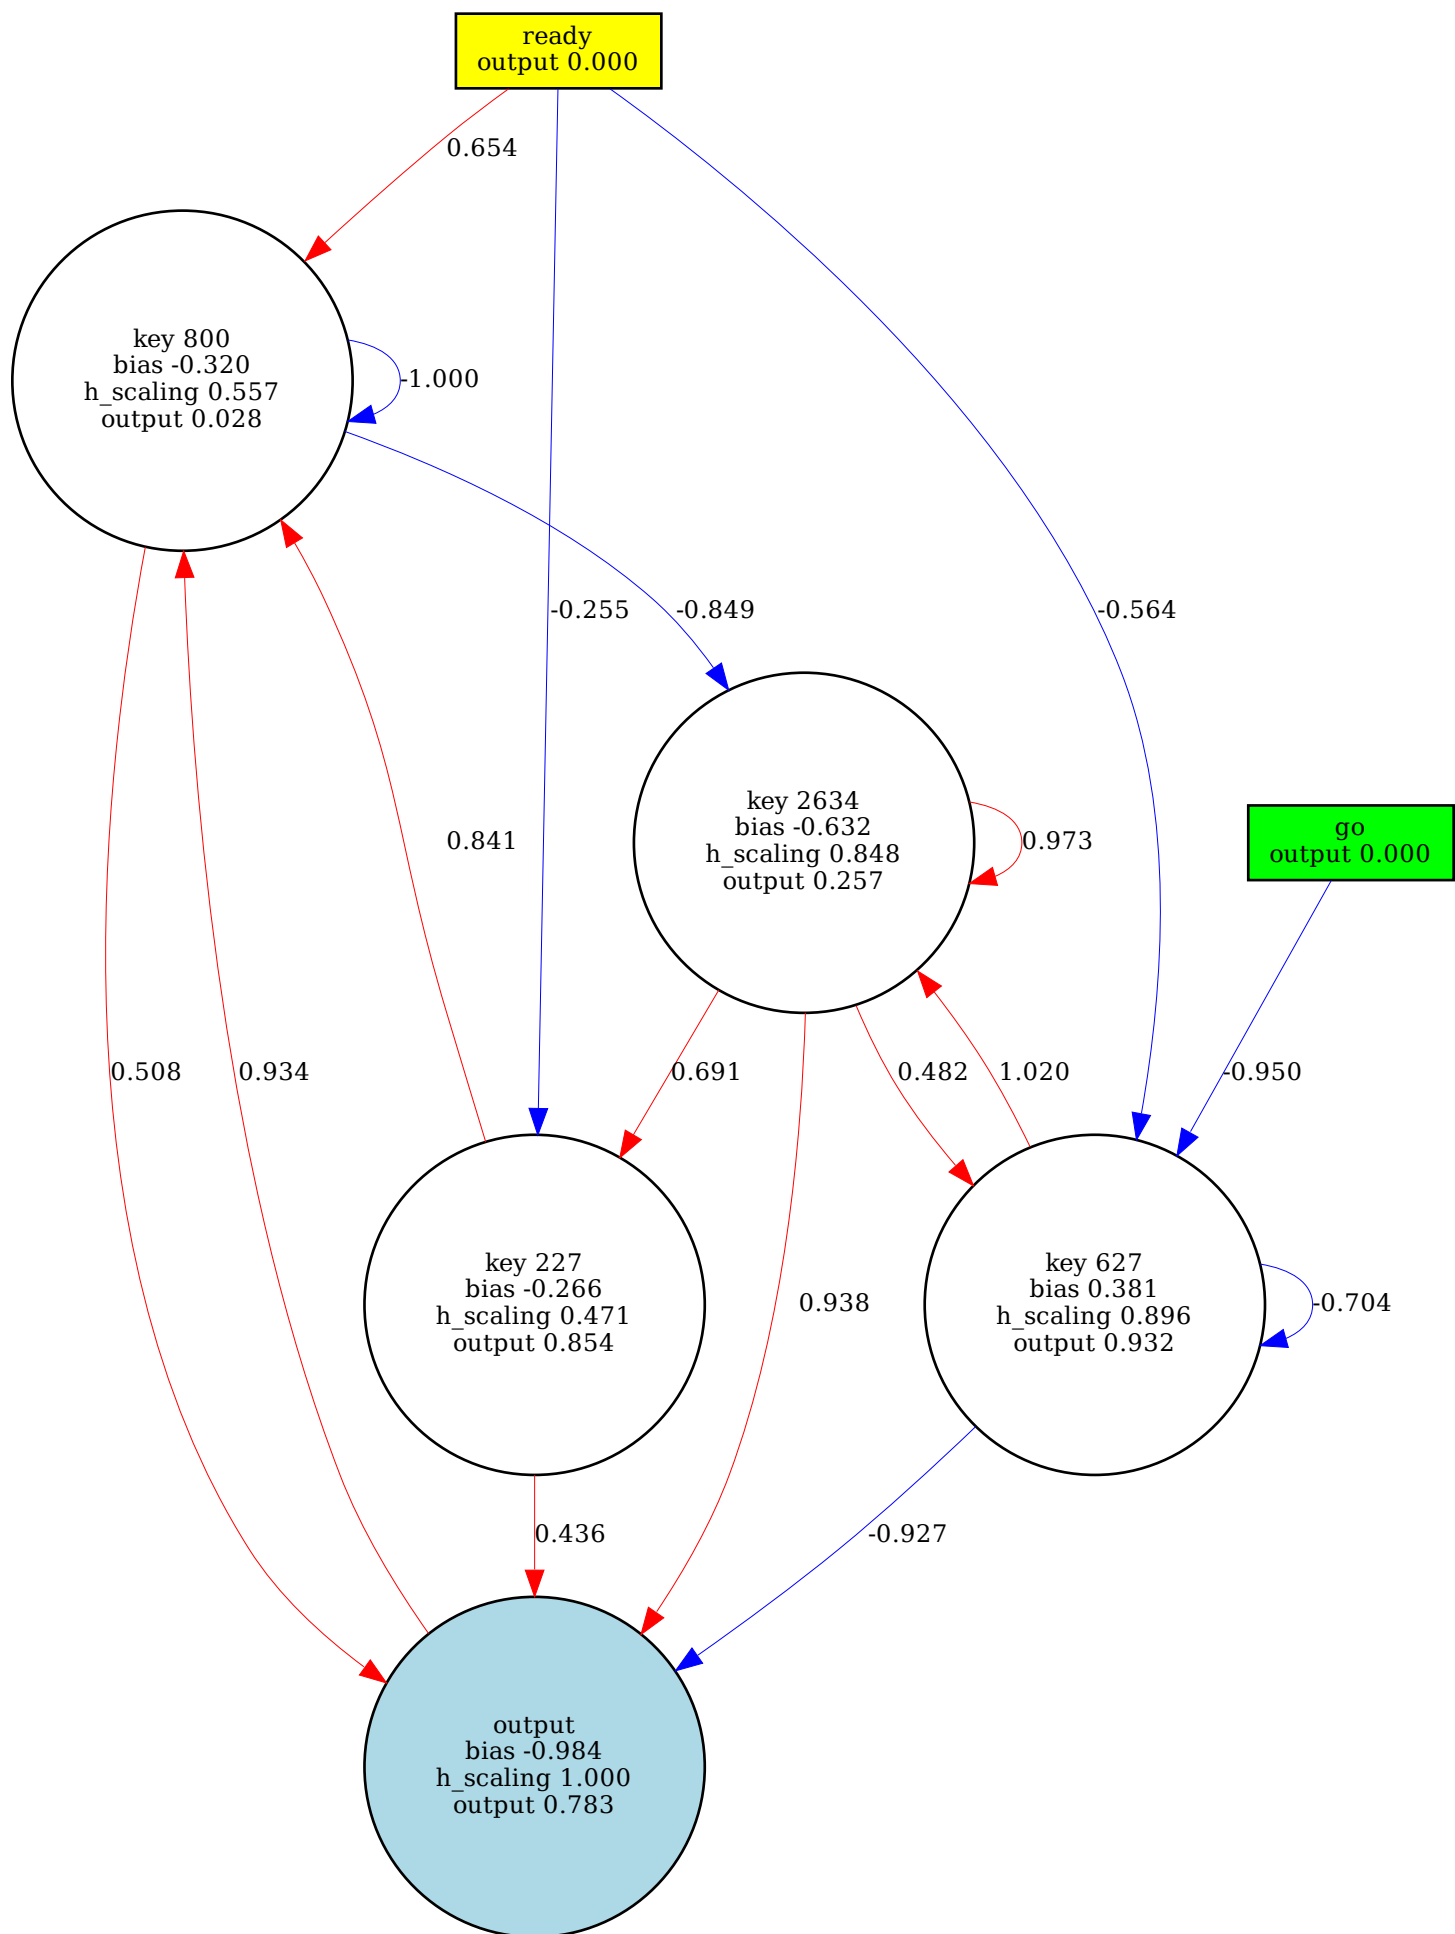 ready
output 0.000
0.654
key 800
bias -0.320
h_scaling 0.557
output 0.028
-1.000
-0.255
-0.849
-0.564
key 2634
bias -0.632
h_scaling 0.848
output 0.257
0.841
0.973
go
output 0.000
0.508
0.934
0.691
0.482
1.020
-0.950
key 227
bias -0.266
h_scaling 0.471
output 0.854
0.938
key 627
bias 0.381
h_scaling 0.896
output 0.932
-0.704
0.436
-0.927
output
bias -0.984
h_scaling 1.000
output 0.783